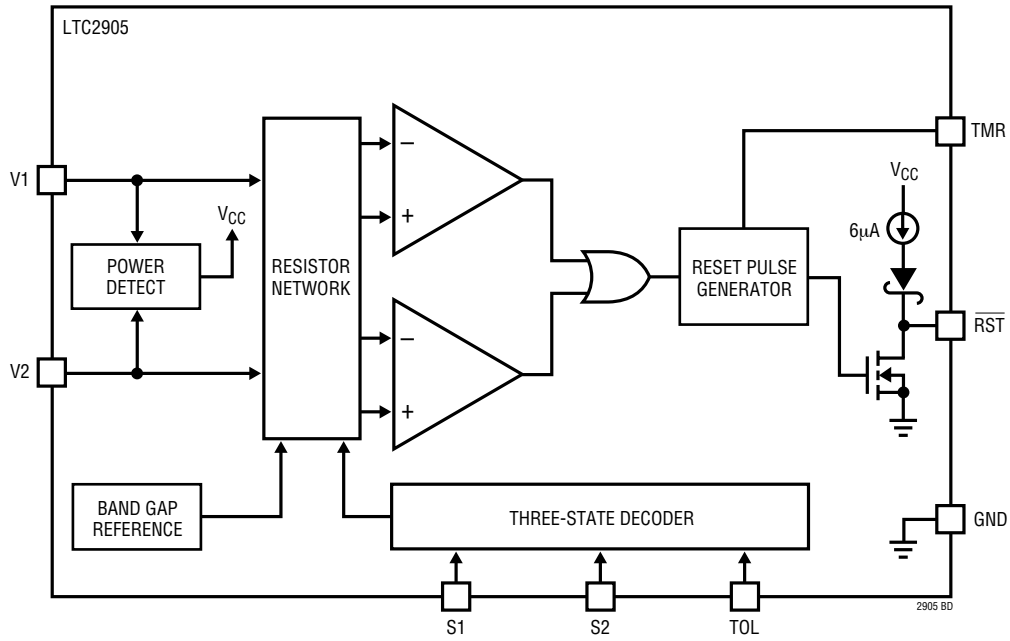 LTC2905
V1
V2
POWER
DETECT
VCC
RESISTOR
NETWORK
–
+
–
+
BAND GAP
REFERENCE
THREE-STATE DECODER
RESET PULSE
GENERATOR
VCC
6μA
TMR
RST
GND
S1
S2
TOL
2905 BD